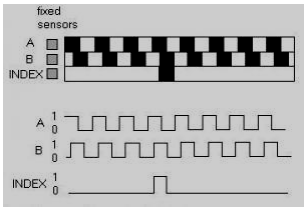 fixed
sensors
A
B
INDEX
A 1
0
B 1
0
INDEX 1
0